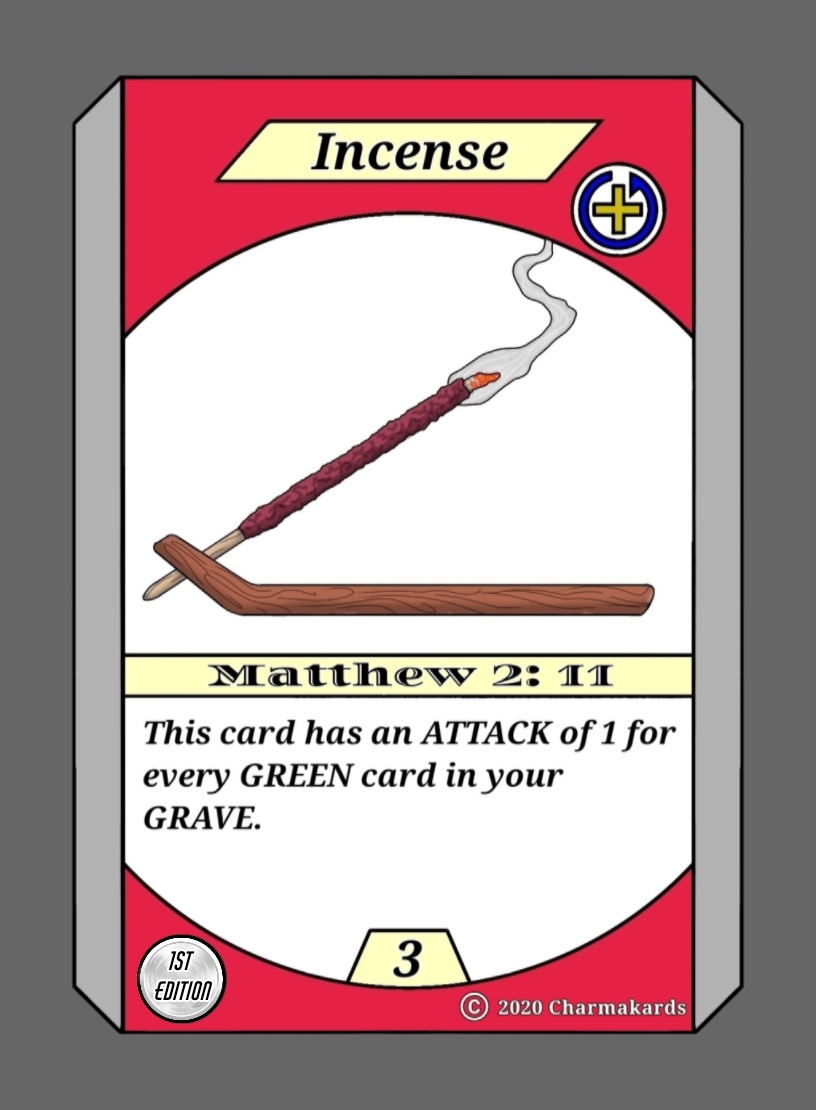 Incense
Matthew 2: 11
This card has an ATTACK of 1 for
every GREEN card in your
GRAVE.
3
1ST
EDITION
© 2020 Charmakards